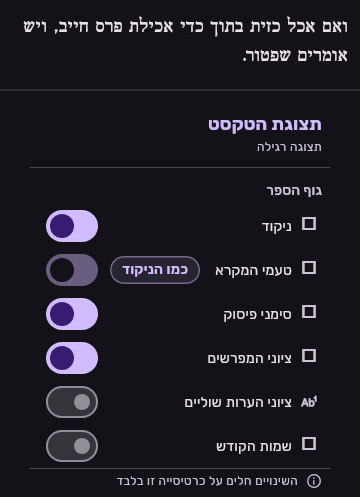 ואם אכל כזית בתוך כדי אכילת פרס חייב, ויש
אומרים שפטור.
תצוגת הטקסט
תצוגה רגילה
גוף הספר
ניקוד
טעמי המקרא כמו הניקוד
סימני פיסוק
ציוני המפרשים
Ab¹ ציוני הערות שוליים
שמות הקודש
השינויים חלים על כרטיסייה זו בלבד